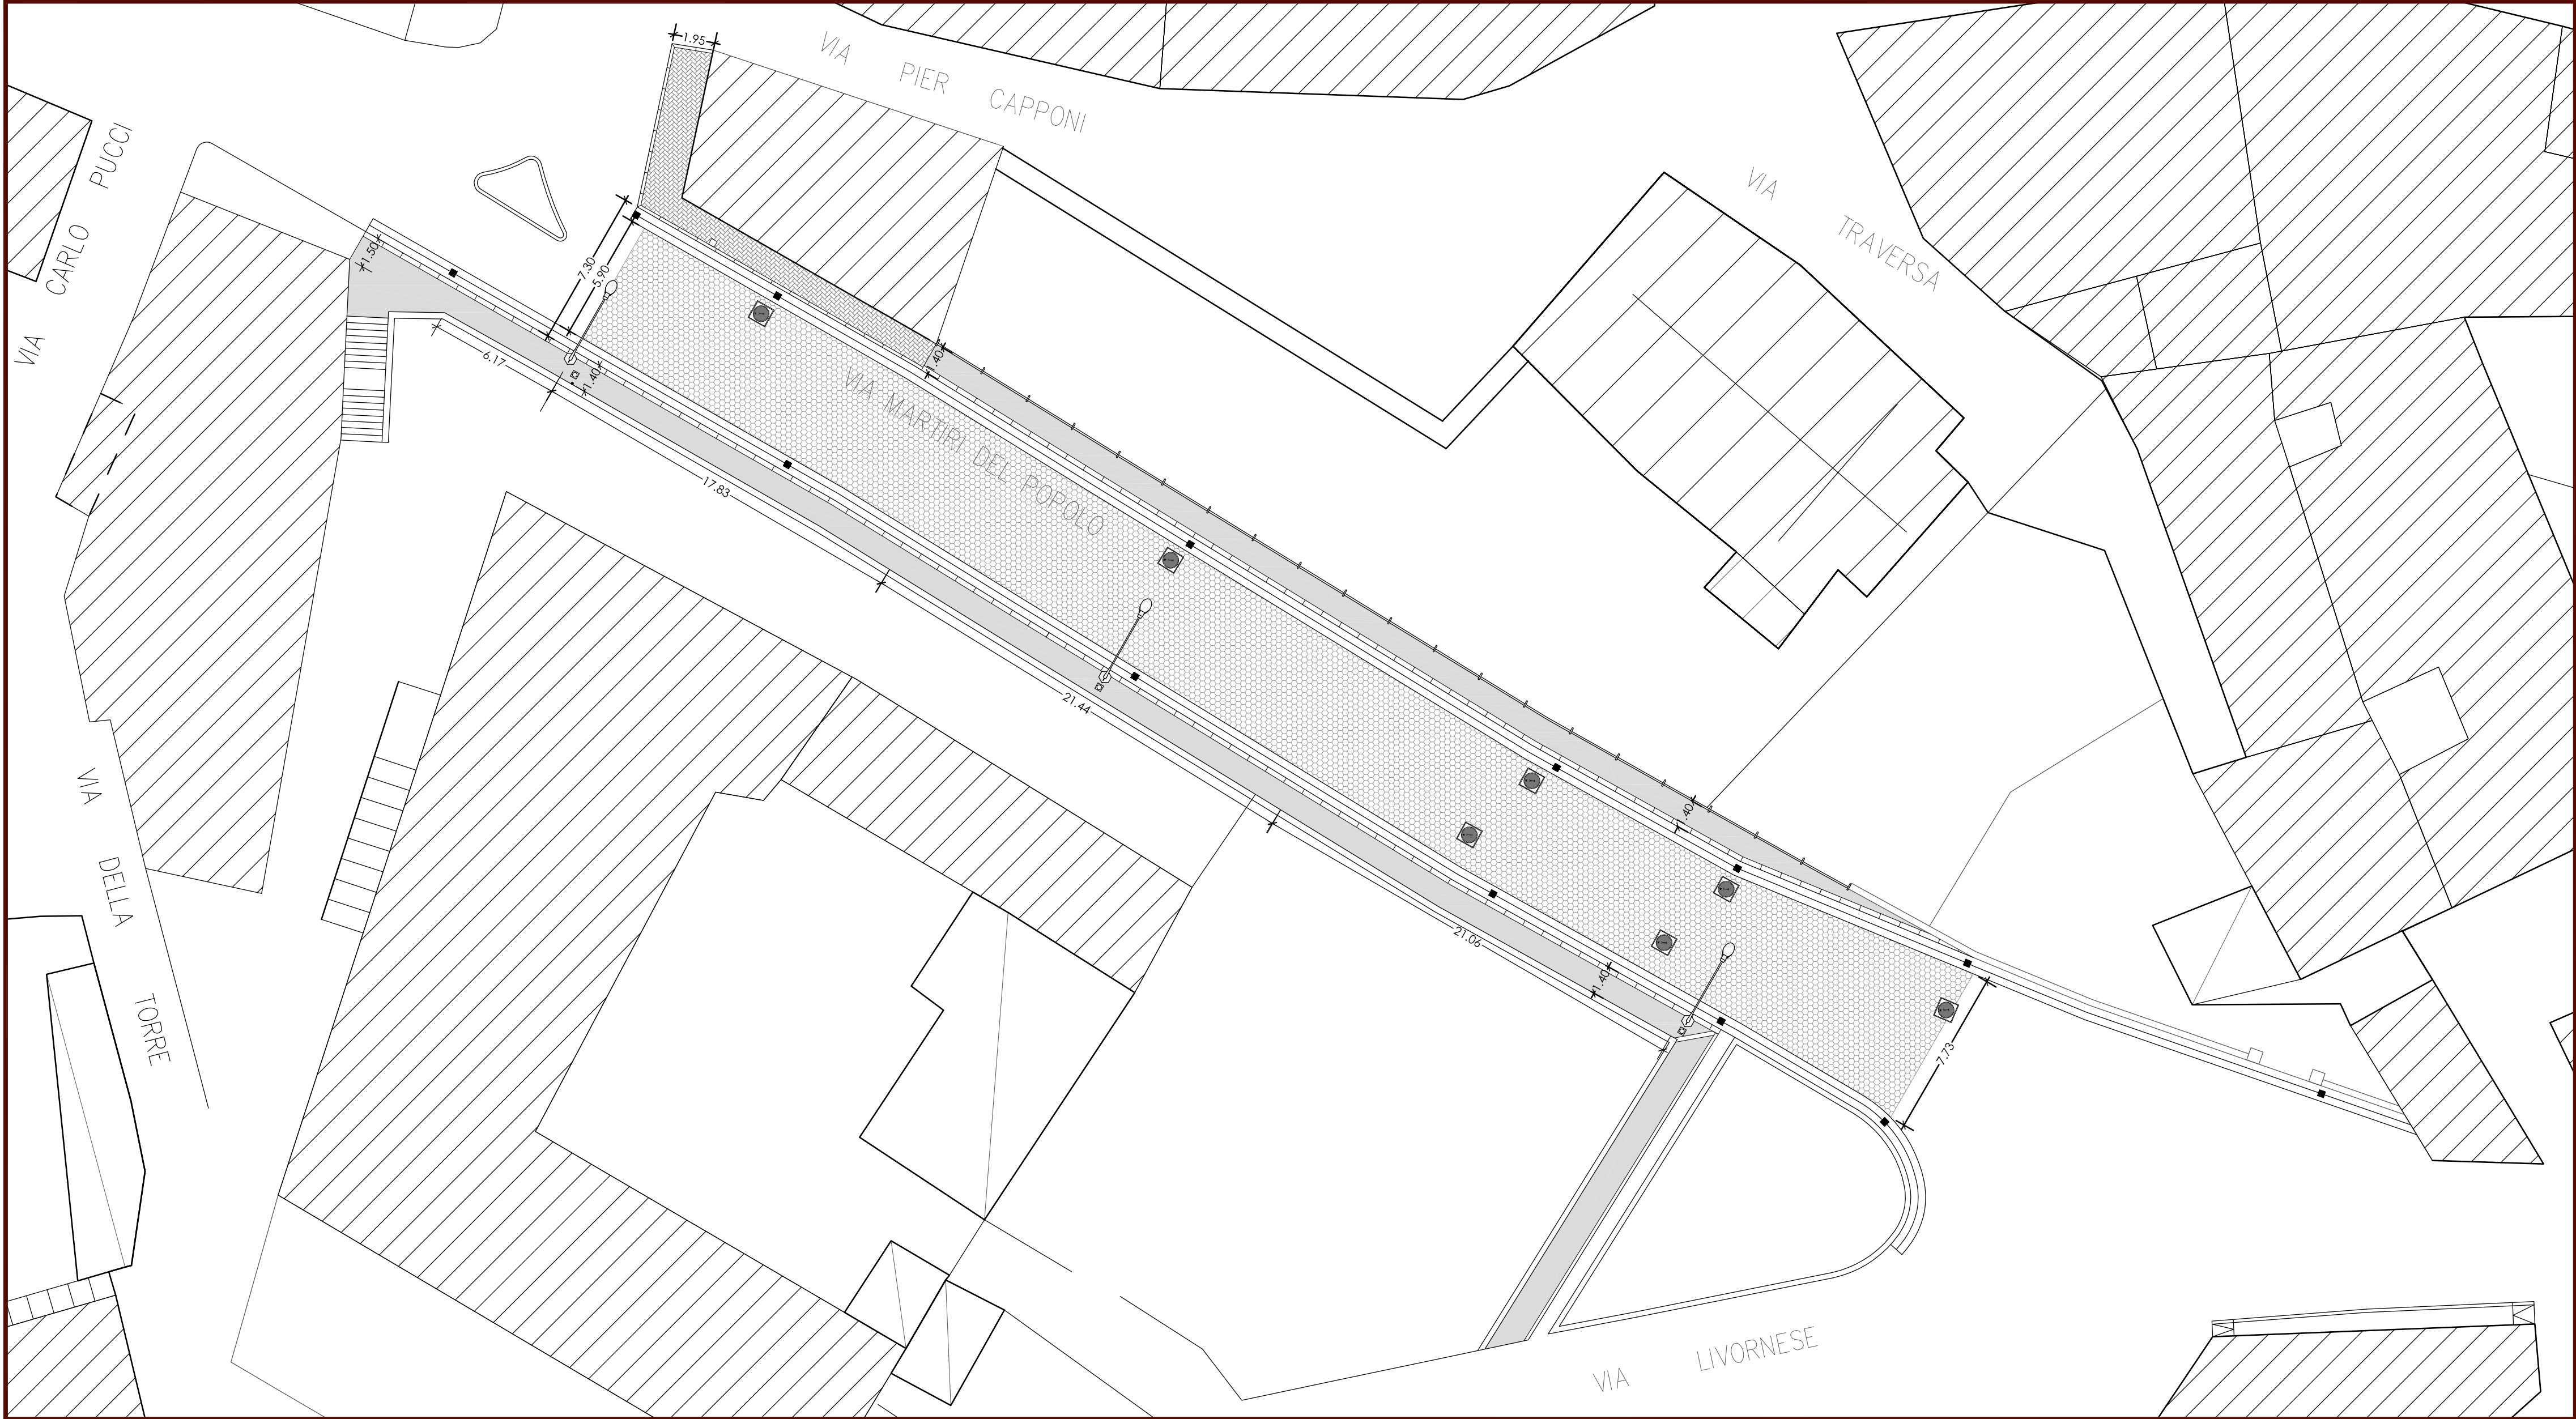 1.95
VIA PIER CAPPONI
VIA CARLO PUCCI
VIA TRAVERSA
1.50
7.30
5.90
6.17
1.40
1.40
VIA MARTIRI DEL POPOLO
17.83
21.44
1.40
21.06
1.40
7.73
VIA DELLA TORRE
VIA LIVORNESE